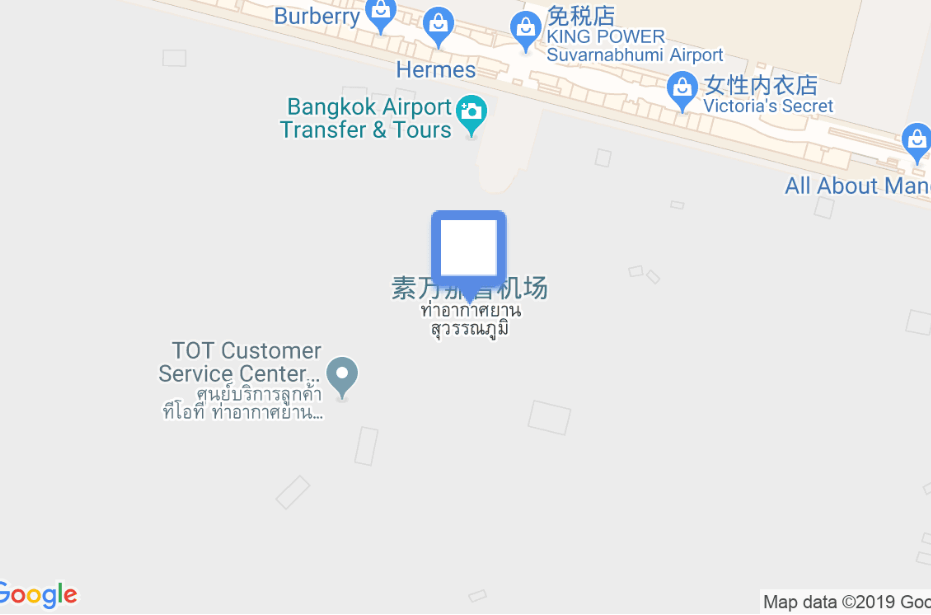 Burberry
免税店
KING POWER
Suvarnabhumi Airport
Hermes
女性内衣店
Victoria's Secret
Bangkok Airport
Transfer & Tours
All About Man
素万那普机场
ท่าอากาศยาน
สุวรรณภูมิ
TOT Customer
Service Center...
ศูนย์บริการลูกค้า
ทีโอที ท่าอากาศยาน...
Google
Map data ©2019 Goo